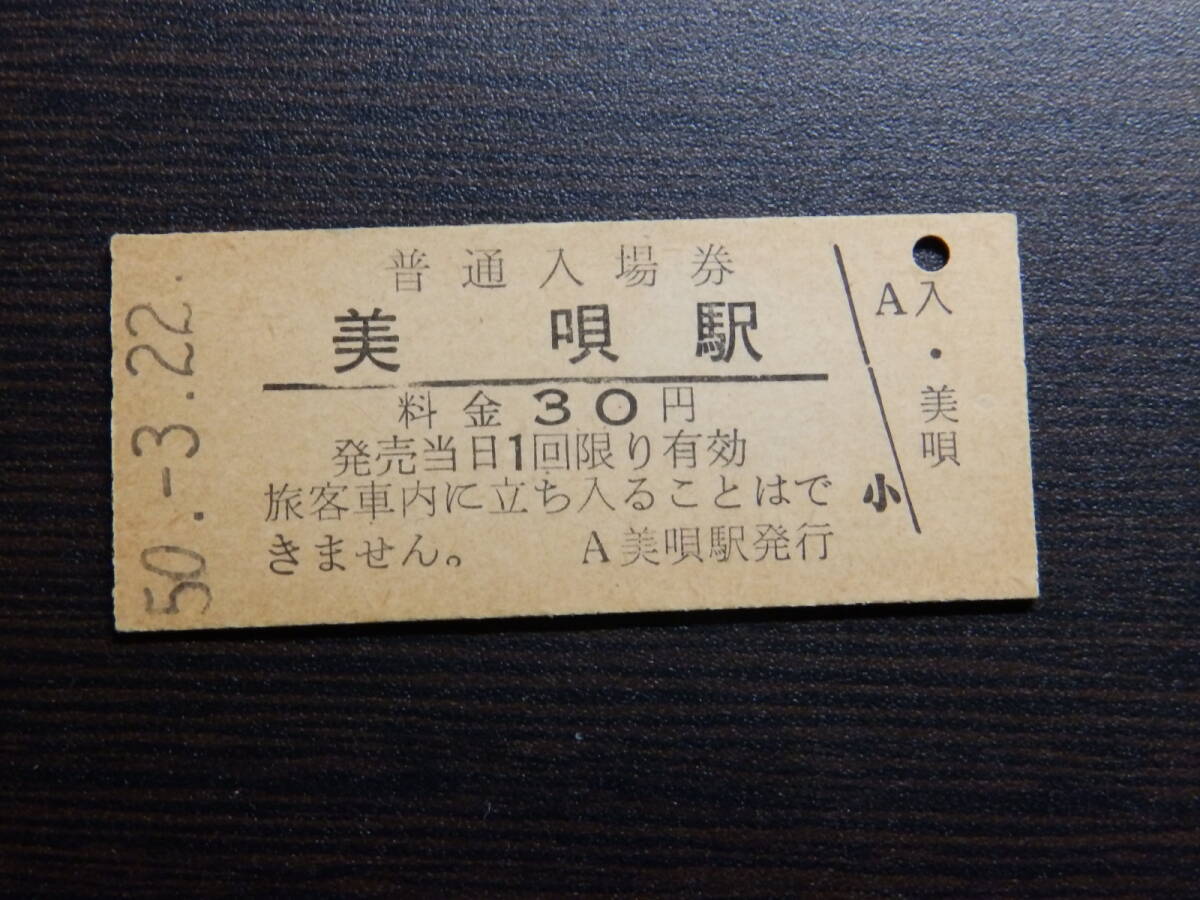 50.-3.22.
普通入場券
美唄駅
料金30円
発売当日1回限り有効
旅客車内に立ち入ることはで
きません。 A美唄駅発行
小
A入・美唄